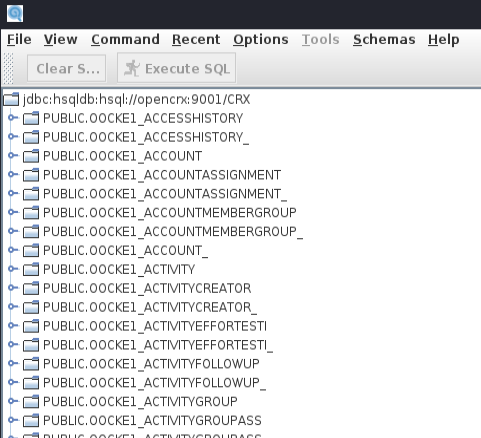 File View Command Recent Options Tools Schemas Help
Clear S... Execute SQL
jdbc:hsqldb:hsql://opencrx:9001/CRX
PUBLIC.OOCKE1_ACCESSHISTORY
PUBLIC.OOCKE1_ACCESSHISTORY_
PUBLIC.OOCKE1_ACCOUNT
PUBLIC.OOCKE1_ACCOUNTASSIGNMENT
PUBLIC.OOCKE1_ACCOUNTASSIGNMENT_
PUBLIC.OOCKE1_ACCOUNTMEMBERGROUP
PUBLIC.OOCKE1_ACCOUNTMEMBERGROUP_
PUBLIC.OOCKE1_ACCOUNT_
PUBLIC.OOCKE1_ACTIVITY
PUBLIC.OOCKE1_ACTIVITYCREATOR
PUBLIC.OOCKE1_ACTIVITYCREATOR_
PUBLIC.OOCKE1_ACTIVITYEFFORTESTI
PUBLIC.OOCKE1_ACTIVITYEFFORTESTI_
PUBLIC.OOCKE1_ACTIVITYFOLLOWUP
PUBLIC.OOCKE1_ACTIVITYFOLLOWUP_
PUBLIC.OOCKE1_ACTIVITYGROUP
PUBLIC.OOCKE1_ACTIVITYGROUPASS